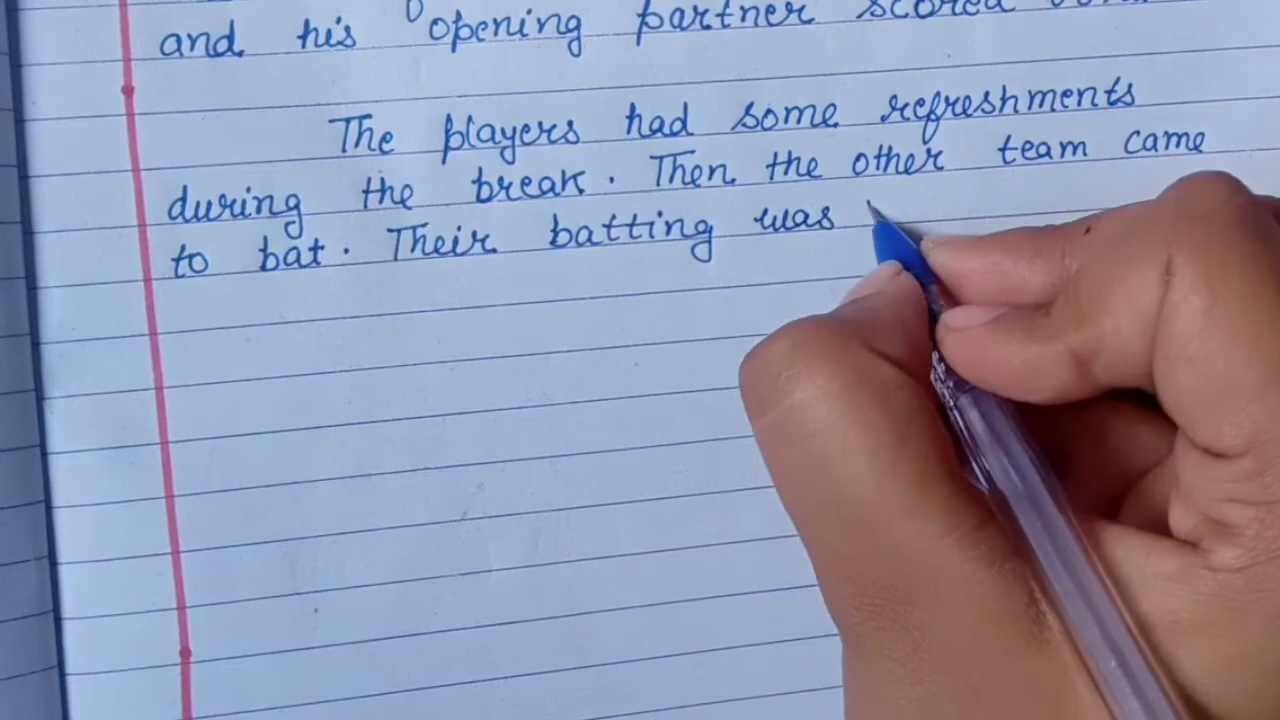 and his opening partner scored
The players had some refreshments
during the break. Then the other team came
to bat. Their batting was